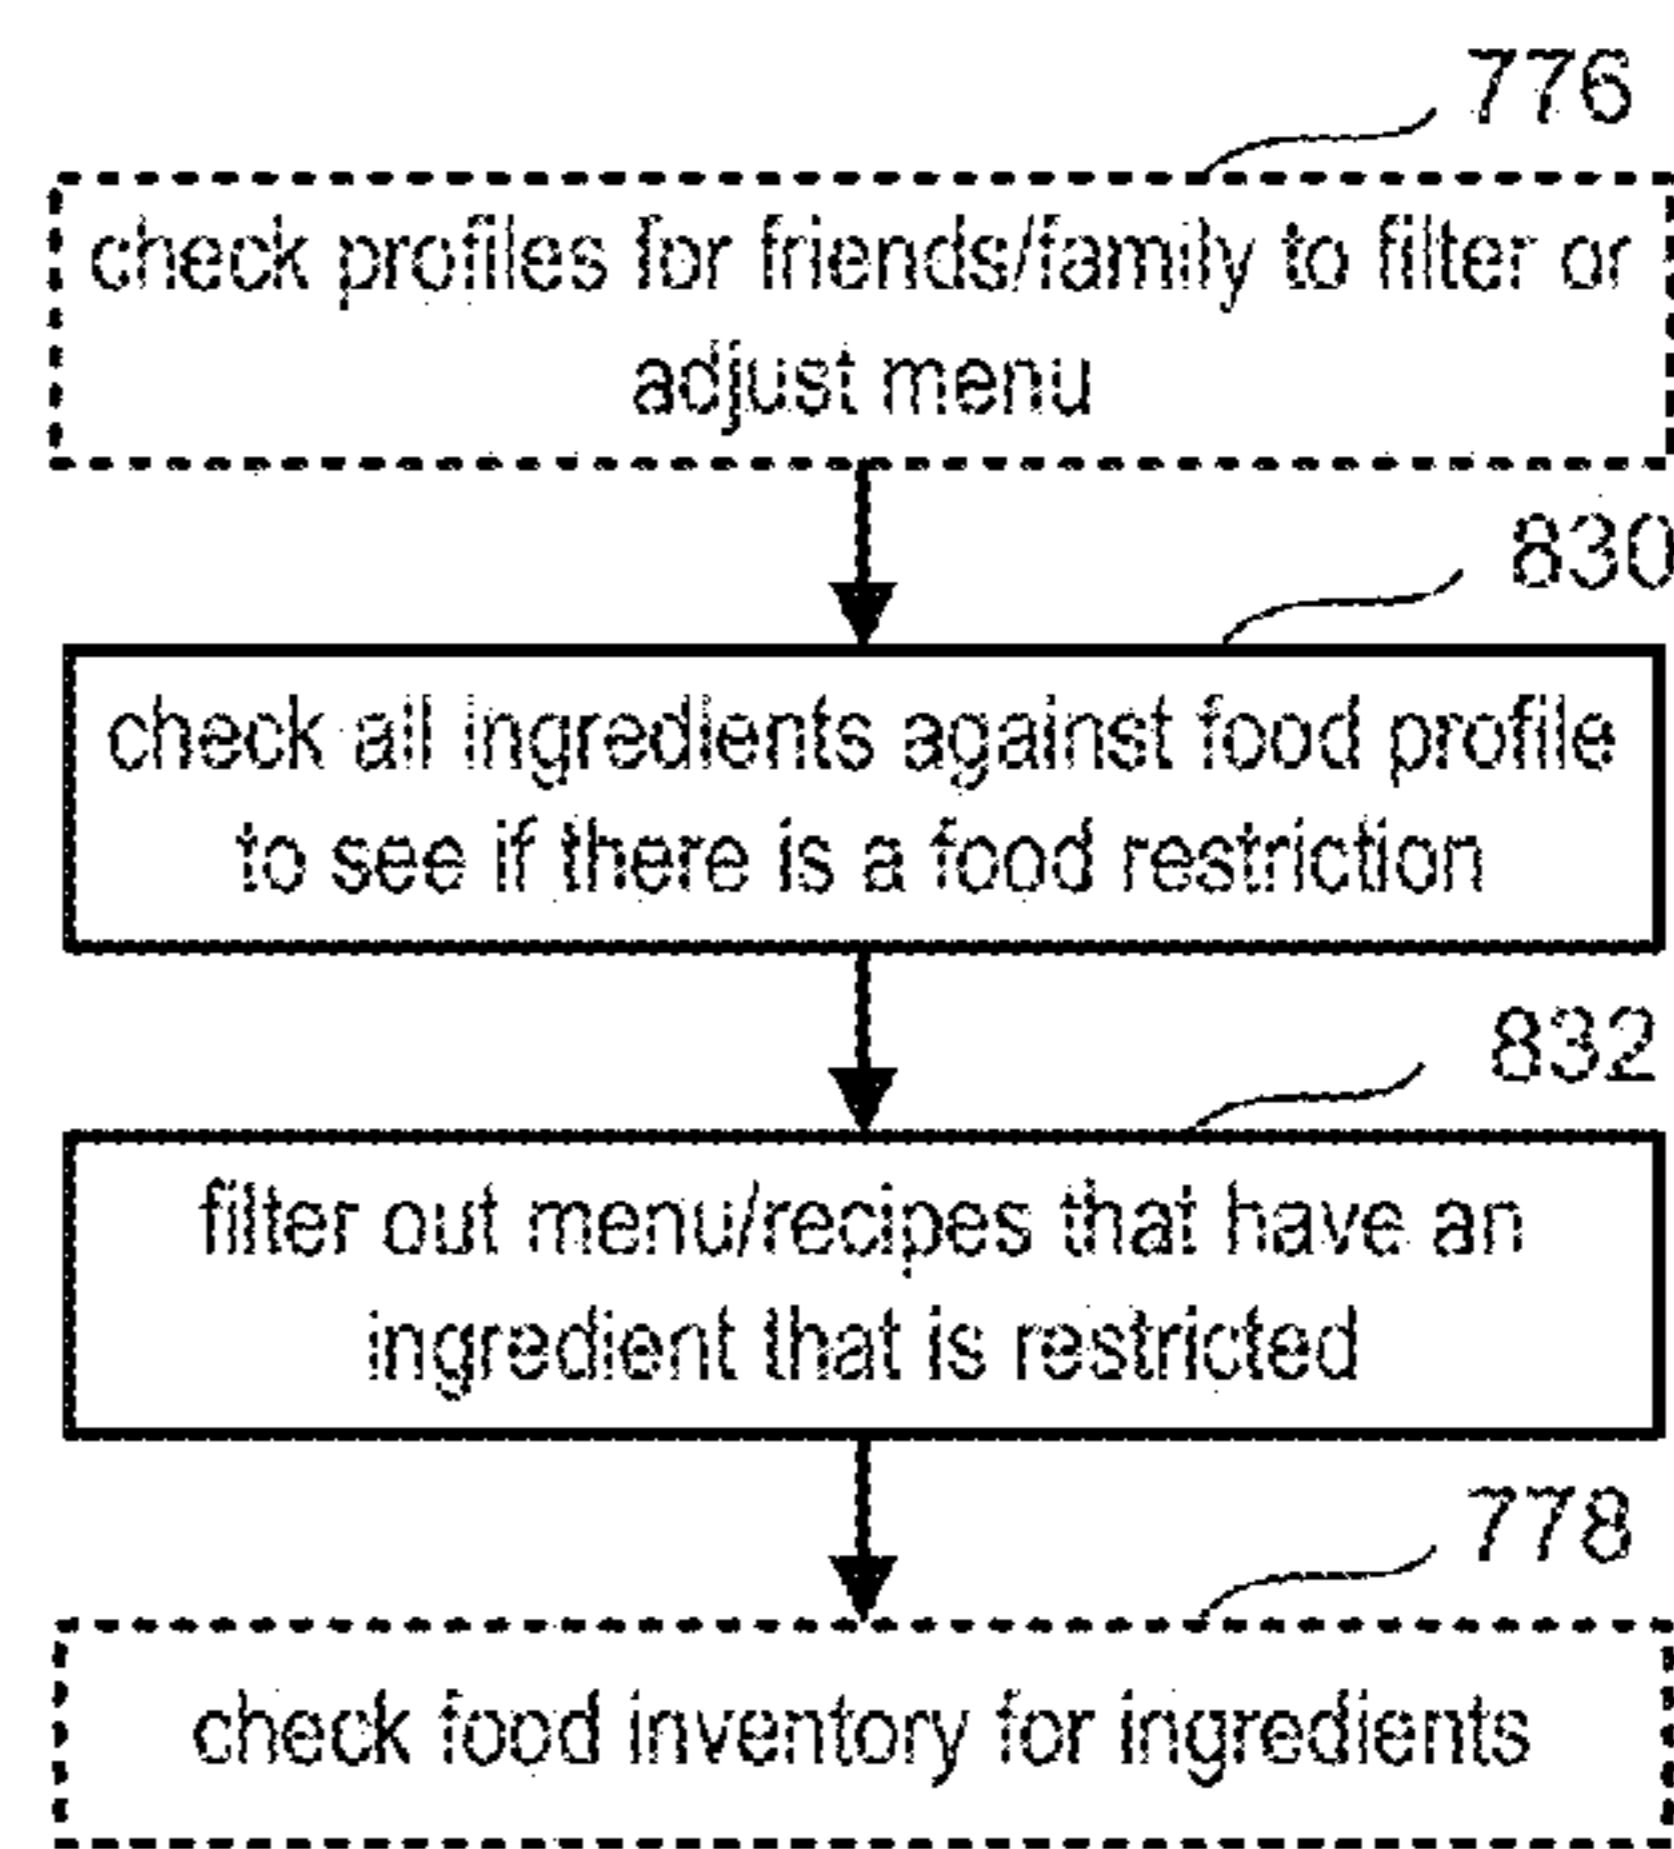 776
check profiles for friends/family to filter or
adjust menu
830
check all ingredients against food profile
to see if there is a food restriction
832
filter out menu/recipes that have an
ingredient that is restricted
778
check food inventory for ingredients